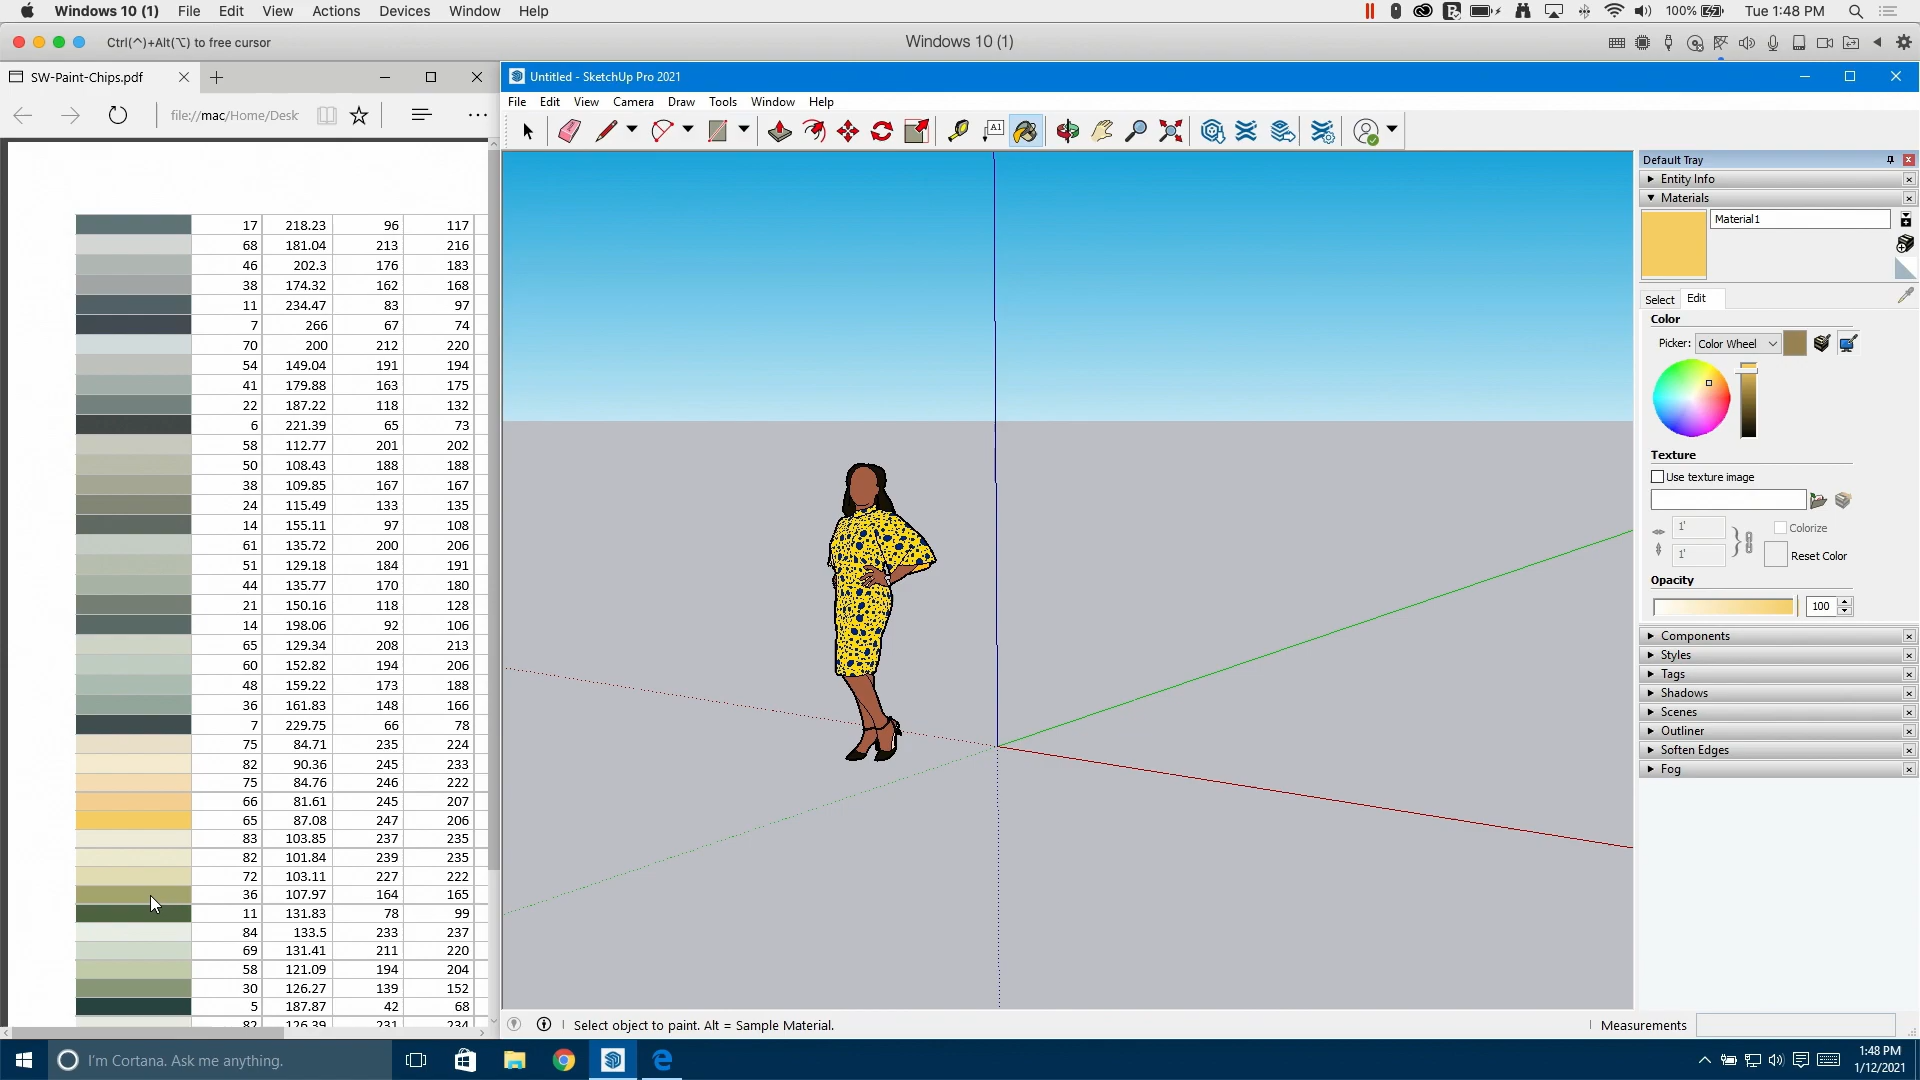 Windows 10 (1) File Edit View Actions Devices Window Help 100% Tue 1:48 PM
Ctrl(^)+Alt(⌥) to free cursor Windows 10 (1)
SW-Paint-Chips.pdf
file://mac/Home/Desk
Untitled - SketchUp Pro 2021
File Edit View Camera Draw Tools Window Help
A1
17 218.23 96 117
68 181.04 213 216
46 202.3 176 183
38 174.32 162 168
11 234.47 83 97
7 266 67 74
70 200 212 220
54 149.04 191 194
41 179.88 163 175
22 187.22 118 132
6 221.39 65 73
58 112.77 201 202
50 108.43 188 188
38 109.85 167 167
24 115.49 133 135
14 155.11 97 108
61 135.72 200 206
51 129.18 184 191
44 135.77 170 180
21 150.16 118 128
14 198.06 92 106
65 129.34 208 213
60 152.82 194 206
48 159.22 173 188
36 161.83 148 166
7 229.75 66 78
75 84.71 235 224
82 90.36 245 233
75 84.76 246 222
66 81.61 245 207
65 87.08 247 206
83 103.85 237 235
82 101.84 239 235
72 103.11 227 222
36 107.97 164 165
11 131.83 78 99
84 133.5 233 237
69 131.41 211 220
58 121.09 194 204
30 126.27 139 152
5 187.87 42 68
82 126.39 231 234
Default Tray
Entity Info
Materials
Material1
Select Edit
Color
Picker: Color Wheel
Texture
Use texture image
1' Colorize
1' Reset Color
Opacity
100
Components
Styles
Tags
Shadows
Scenes
Outliner
Soften Edges
Fog
Select object to paint. Alt = Sample Material. Measurements
I'm Cortana. Ask me anything.
1:48 PM
1/12/2021